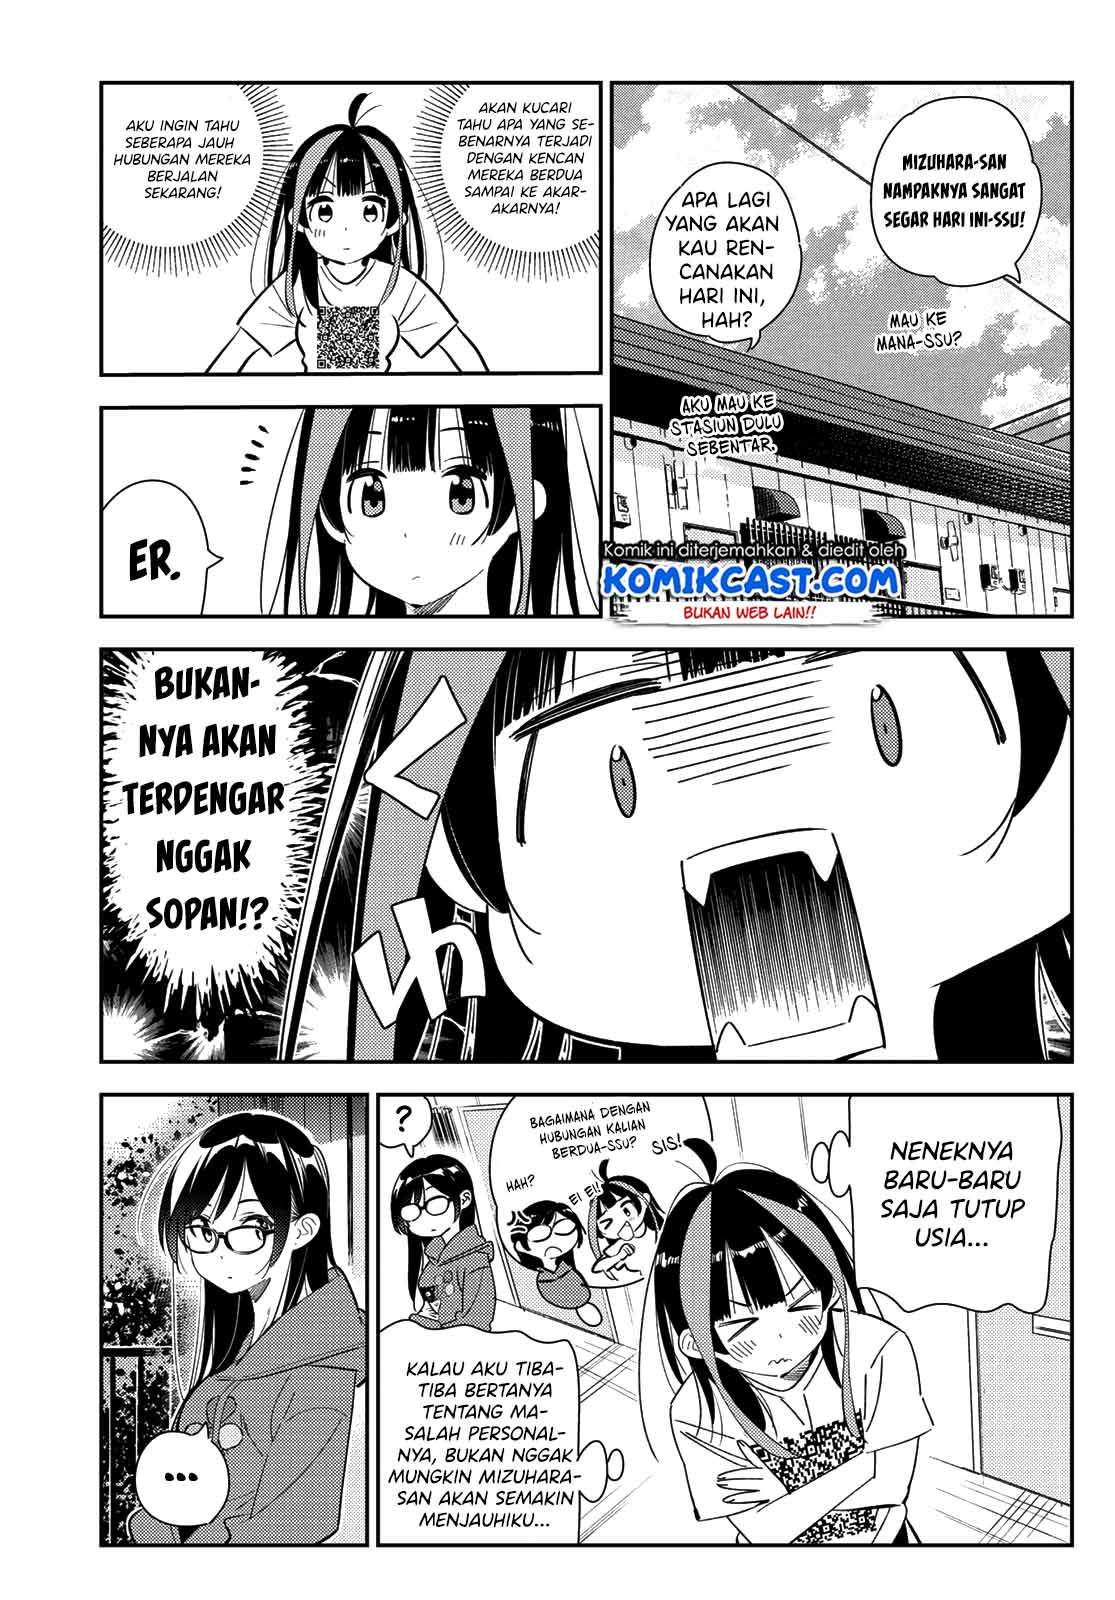 MIZUHARA-SAN
NAMPAKNYA SANGAT
SEGAR HARI INI-SSU!
APA LAGI
YANG AKAN
KAU REN-
CANAKAN
HARI INI,
HAH?
MAU KE
MANA-SSU?
AKU MAU KE
STASIUN DULU
SEBENTAR.
Komik ini diterjemahkan & diedit oleh
KOMIKCAST.COM
BUKAN WEB LAIN!!
AKAN KUCARI
TAHU APA YANG SE-
BENARNYA TERJADI
DENGAN KENCAN
MEREKA BERDUA
SAMPAI KE AKAR-
AKARNYA!
AKU INGIN TAHU
SEBERAPA JAUH
HUBUNGAN MEREKA
BERJALAN
SEKARANG!
ER.
BUKAN-
NYA AKAN
TERDENGAR
NGGAK
SOPAN!?
くわ
NENEKNYA
BARU-BARU
SAJA TUTUP
USIA...
BAGAIMANA DENGAN
HUBUNGAN KALIAN
BERDUA-SSU?
SIS!
EI EI!
HAH?
?
KALAU AKU TIBA-
TIBA BERTANYA
TENTANG MA-
SALAH PERSONAL-
NYA, BUKAN NGGAK
MUNGKIN MIZUHARA-
SAN AKAN SEMAKIN
MENJAUHIKU...
...